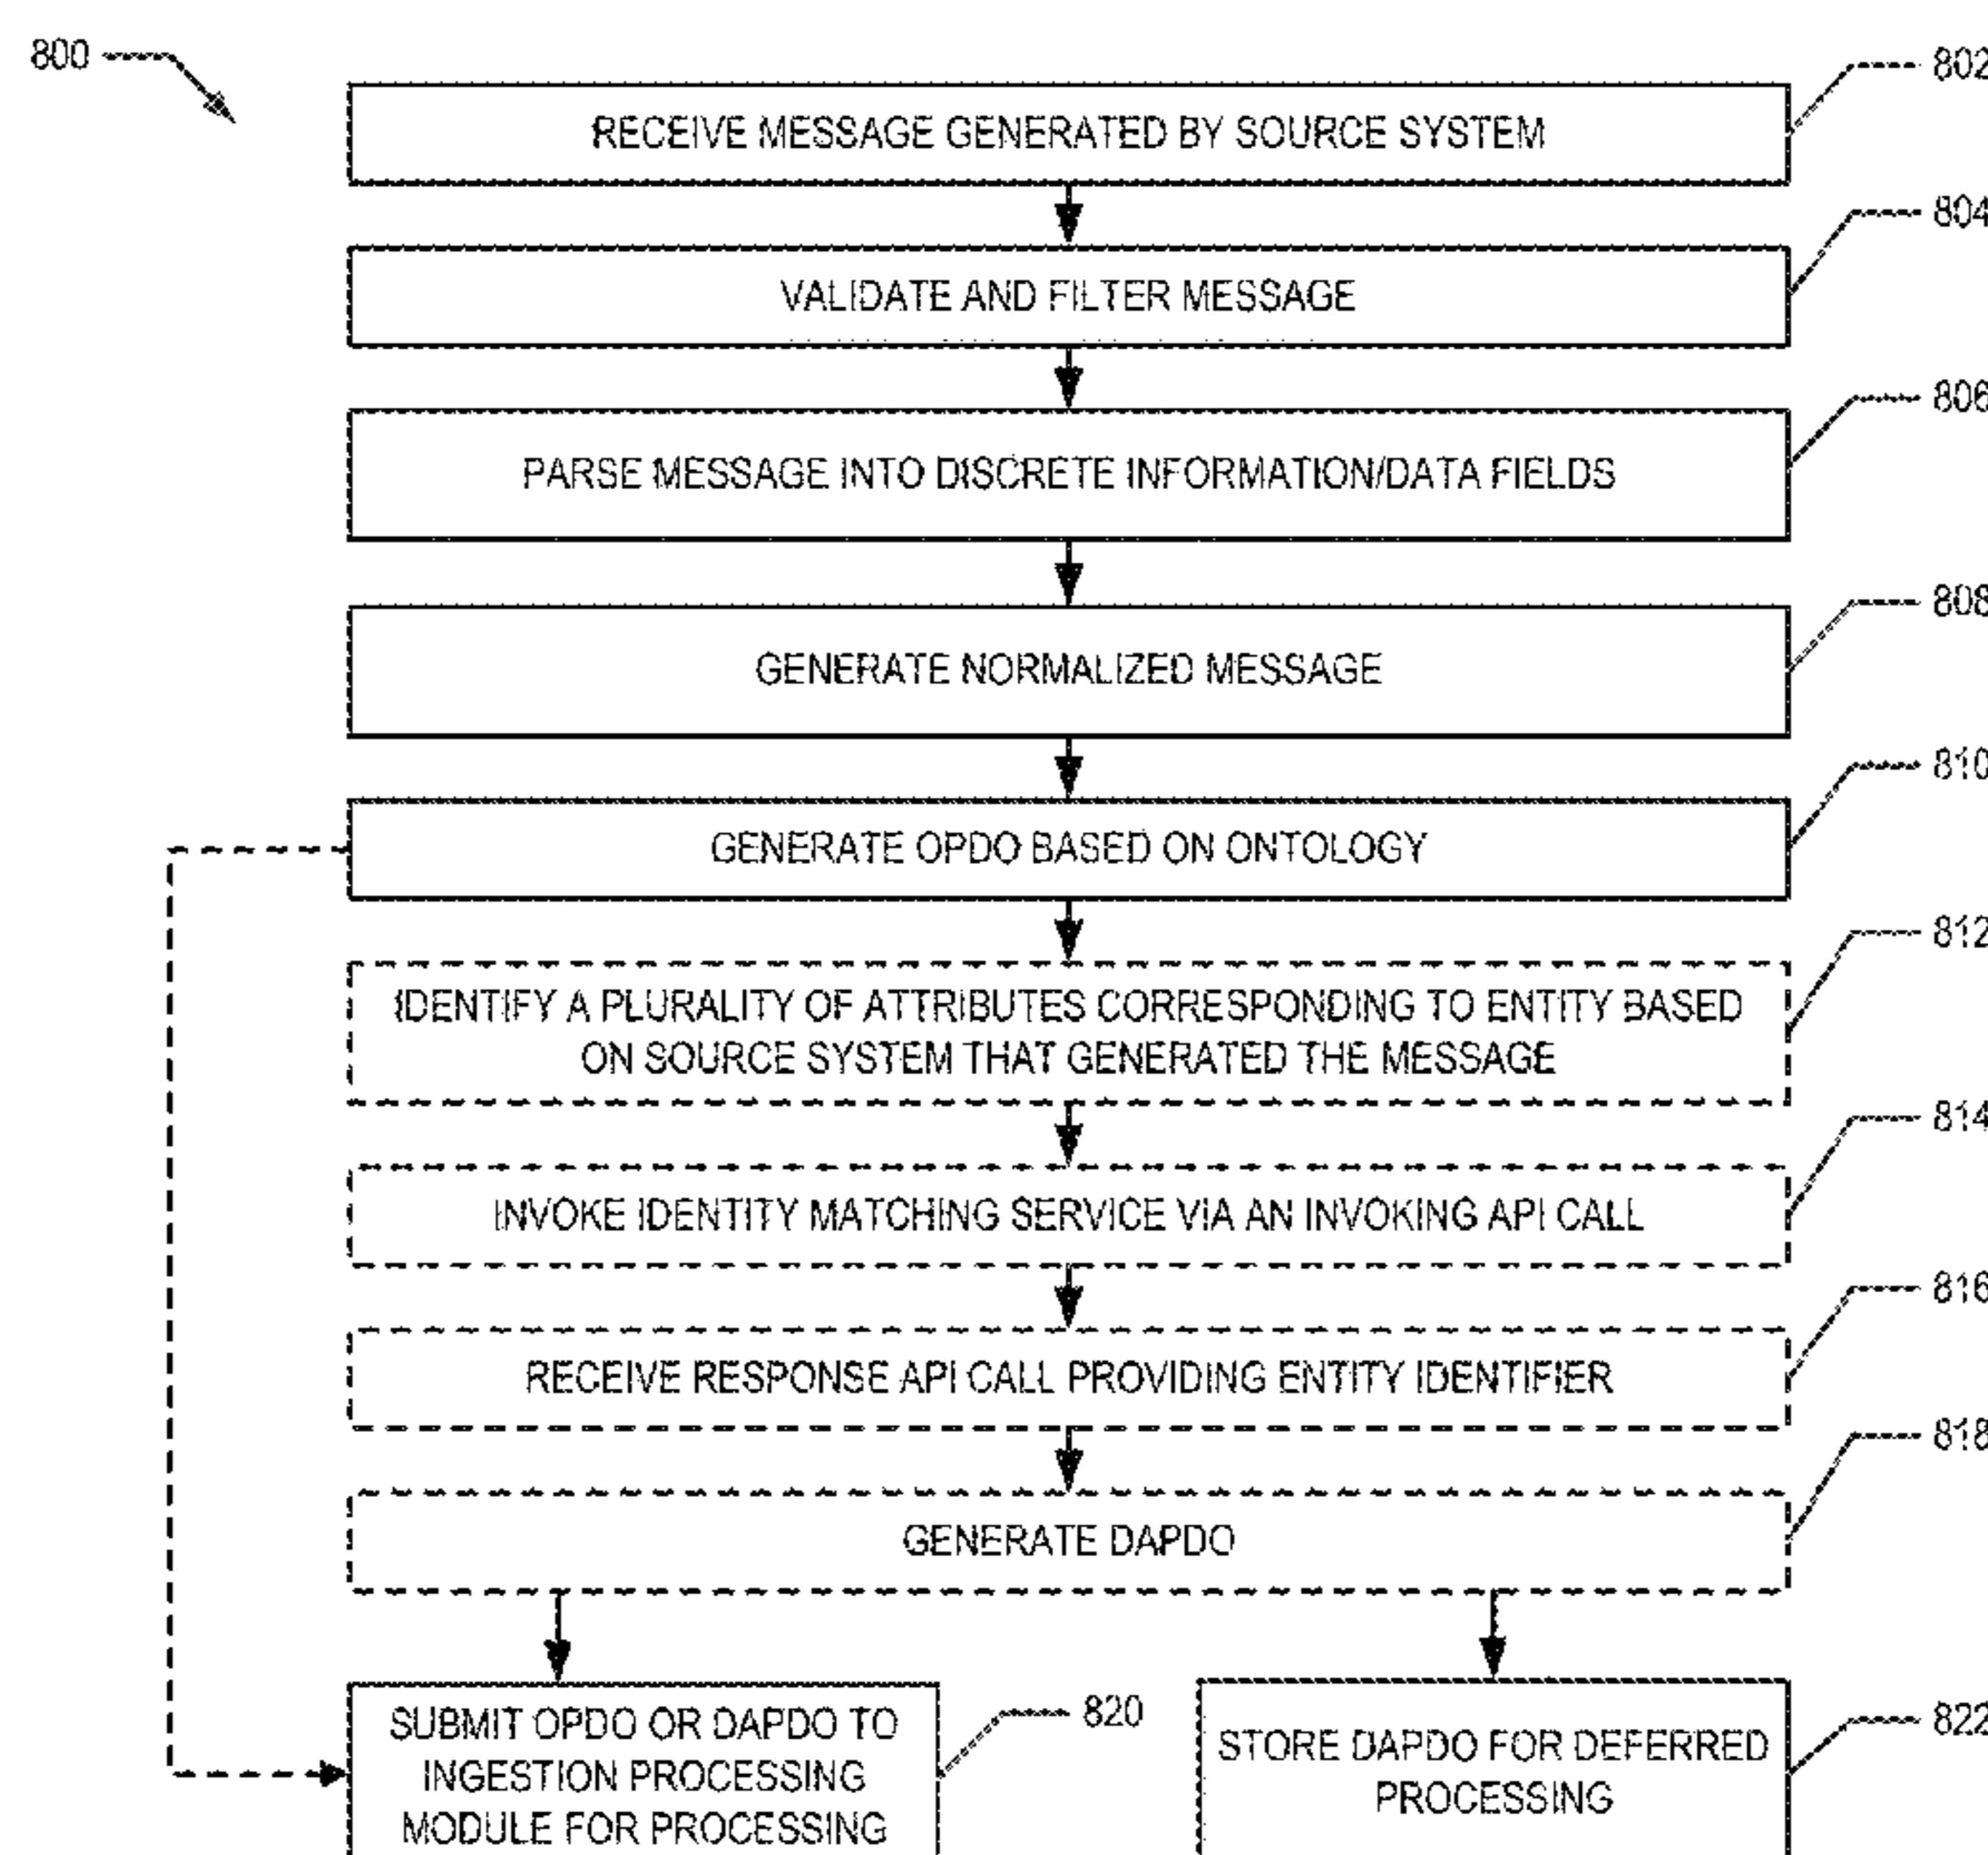 800
RECEIVE MESSAGE GENERATED BY SOURCE SYSTEM
802
VALIDATE AND FILTER MESSAGE
804
PARSE MESSAGE INTO DISCRETE INFORMATION/DATA FIELDS
806
GENERATE NORMALIZED MESSAGE
808
GENERATE OPDO BASED ON ONTOLOGY
810
IDENTIFY A PLURALITY OF ATTRIBUTES CORRESPONDING TO ENTITY BASED
ON SOURCE SYSTEM THAT GENERATED THE MESSAGE
812
INVOKE IDENTITY MATCHING SERVICE VIA AN INVOKING API CALL
814
RECEIVE RESPONSE API CALL PROVIDING ENTITY IDENTIFIER
816
GENERATE DAPDO
818
SUBMIT OPDO OR DAPDO TO
INGESTION PROCESSING
MODULE FOR PROCESSING
820
STORE DAPDO FOR DEFERRED
PROCESSING
822